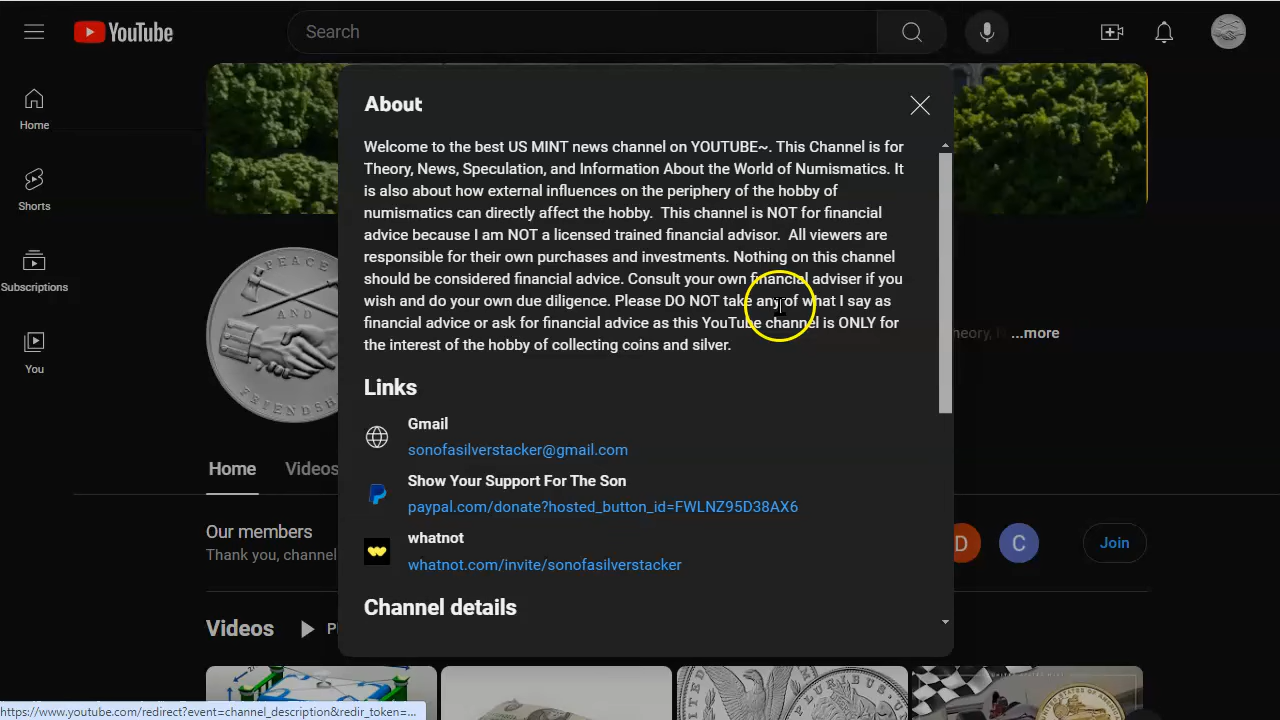 YouTube
Search
Home
Shorts
Subscriptions
You
About
Welcome to the best US MINT news channel on YOUTUBE~. This Channel is for
Theory, News, Speculation, and Information About the World of Numismatics. It
is also about how external influences on the periphery of the hobby of
numismatics can directly affect the hobby.  This channel is NOT for financial
advice because I am NOT a licensed trained financial advisor.  All viewers are
responsible for their own purchases and investments. Nothing on this channel
should be considered financial advice. Consult your own financial adviser if you
wish and do your own due diligence. Please DO NOT take any of what I say as
financial advice or ask for financial advice as this YouTube channel is ONLY for
the interest of the hobby of collecting coins and silver.
Links
Gmail
sonofasilverstacker@gmail.com
Show Your Support For The Son
paypal.com/donate?hosted_button_id=FWLNZ95D38AX6
whatnot
whatnot.com/invite/sonofasilverstacker
Channel details
PEACE
FRIENDSH
...more
Home Videos
Our members
Thank you, channel
D C Join
Videos
https://www.youtube.com/redirect?event=channel_description&redir_token=...